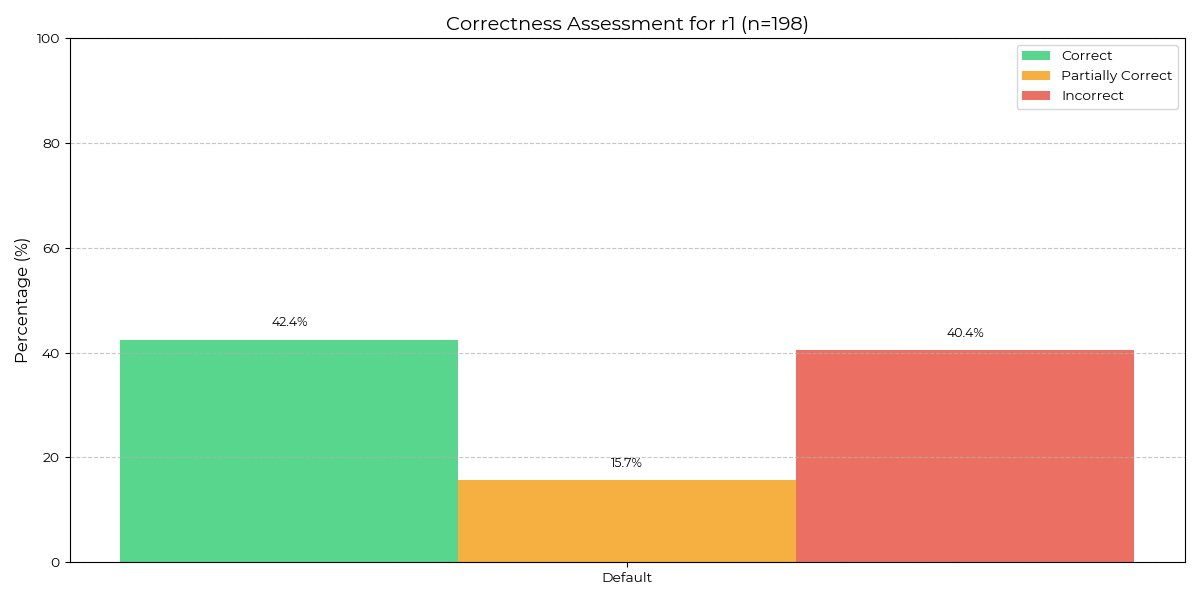 Correctness Assessment for r1 (n=198)
100
80
60
40
20
0
Percentage (%)
Correct
Partially Correct
Incorrect
42.4%
15.7%
40.4%
Default